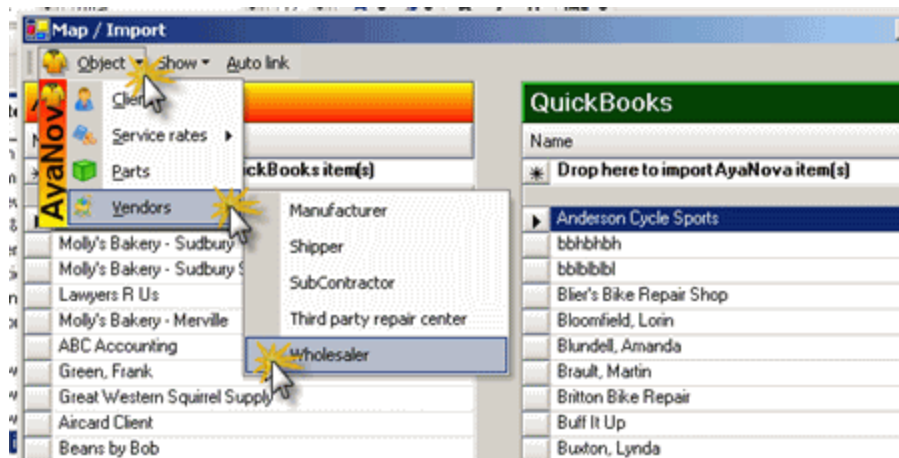 Map / Import
Object Show Auto link
AyaNov
Service rates
Parts
Vendors
Manufacturer
Shipper
SubContractor
Third party repair center
Wholesaler
ickBooks item(s)
Molly's Bakery - Sudbury
Molly's Bakery - Sudbury
Lawyers R Us
Molly's Bakery - Merville
ABC Accounting
Green, Frank
Great Western Squirrel Supply
Aircard Client
Beans by Bob
QuickBooks
Name
Drop here to import AyaNova item(s)
Anderson Cycle Sports
bbhbhbh
bblblblbl
Blier's Bike Repair Shop
Bloomfield, Lorin
Blundell, Amanda
Brault, Martin
Britton Bike Repair
Buff It Up
Buxton, Lynda